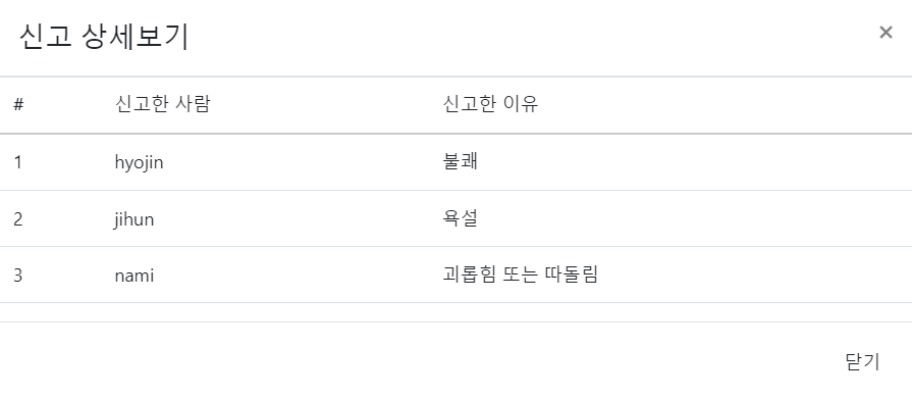 신고 상세보기 ×
# 신고한 사람 신고한 이유
1 hyojin 불쾌
2 jihun 욕설
3 nami 괴롭힘 또는 따돌림
닫기